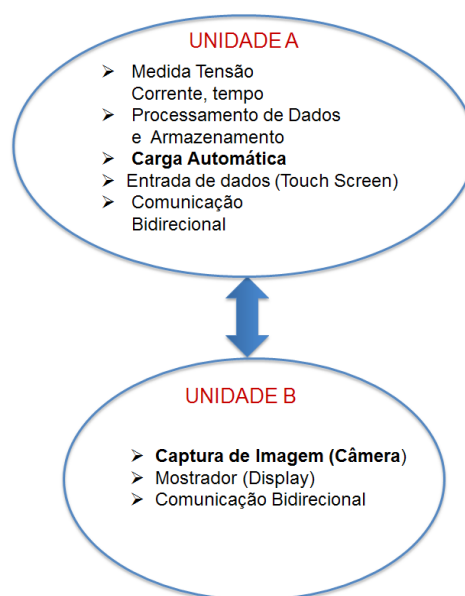 UNIDADE A
➢ Medida Tensão
Corrente, tempo
➢ Processamento de Dados
e Armazenamento
➢ Carga Automática
➢ Entrada de dados (Touch Screen)
➢ Comunicação
Bidirecional
UNIDADE B
➢ Captura de Imagem (Câmera)
➢ Mostrador (Display)
➢ Comunicação Bidirecional